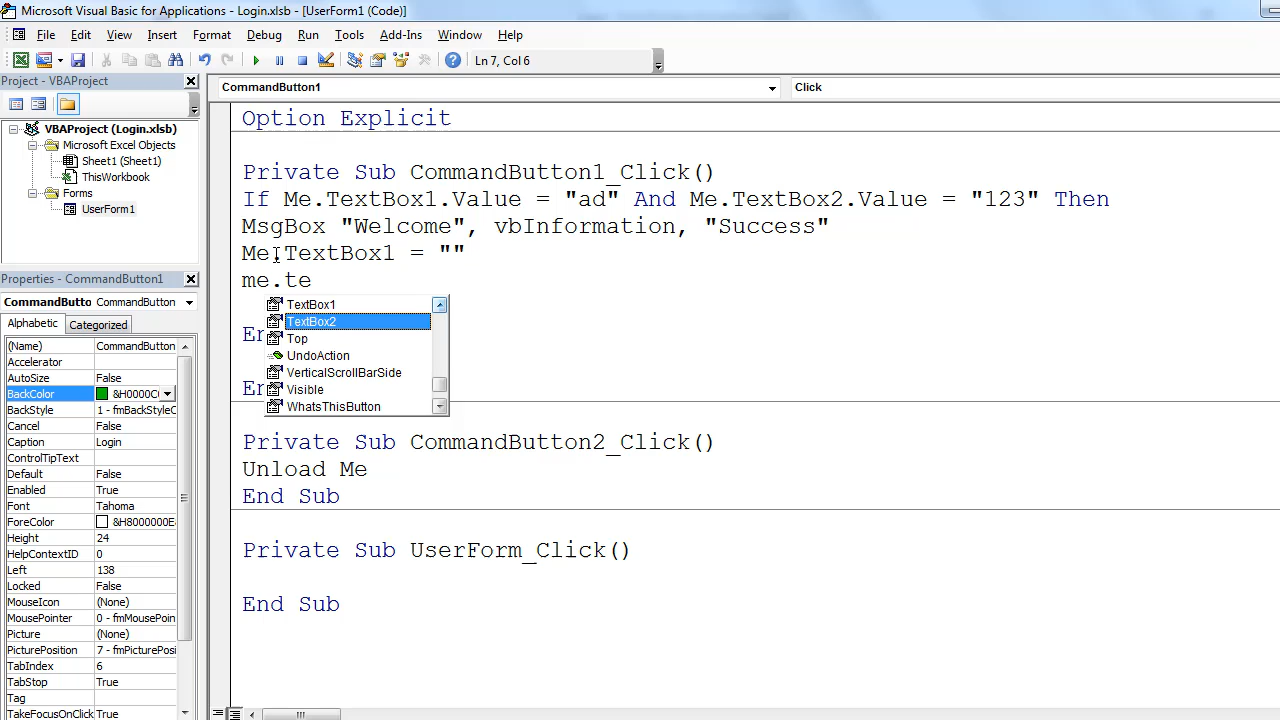 Microsoft Visual Basic for Applications - Login.xlsb - [UserForm1 (Code)]
File Edit View Insert Format Debug Run Tools Add-Ins Window Help
Ln 7, Col 6
Project - VBAProject
CommandButton1 Click
VBAProject (Login.xlsb)
Microsoft Excel Objects
Sheet1 (Sheet1)
ThisWorkbook
Forms
UserForm1
Properties - CommandButton1
CommandButto CommandButton
Alphabetic Categorized
(Name) CommandButton
Accelerator
AutoSize False
BackColor &H0000C
BackStyle 1 - fmBackStyleO
Cancel False
Caption Login
ControlTipText
Default False
Enabled True
Font Tahoma
ForeColor &H8000000E
Height 24
HelpContextID 0
Left 138
Locked False
MouseIcon (None)
MousePointer 0 - fmMousePoin
Picture (None)
PicturePosition 7 - fmPicturePosi
TabIndex 6
TabStop True
Tag
TakeFocusOnClick True
Option Explicit
Private Sub CommandButton1_Click()
If Me.TextBox1.Value = "ad" And Me.TextBox2.Value = "123" Then
MsgBox "Welcome", vbInformation, "Success"
Me.TextBox1 = ""
me.te
TextBox1
TextBox2
Top
UndoAction
VerticalScrollBarSide
Visible
WhatsThisButton
En
En
Private Sub CommandButton2_Click()
Unload Me
End Sub
Private Sub UserForm_Click()
End Sub